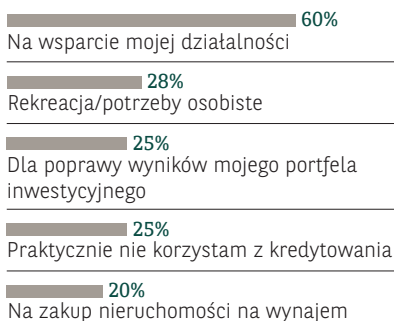 60%
Na wsparcie mojej działalności
28%
Rekreacja/potrzeby osobiste
25%
Dla poprawy wyników mojego portfela
inwestycyjnego
25%
Praktycznie nie korzystam z kredytowania
20%
Na zakup nieruchomości na wynajem